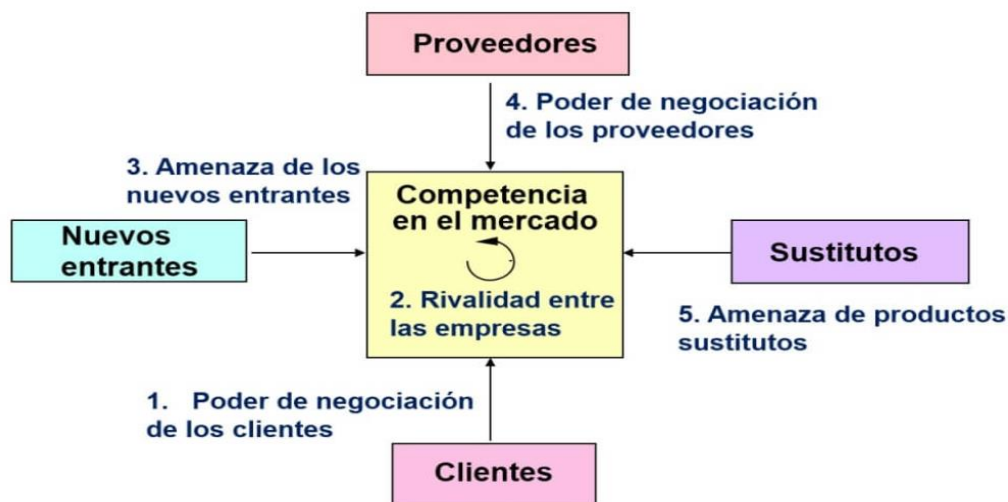 Proveedores
4. Poder de negociación
de los proveedores
3. Amenaza de los
nuevos entrantes
Competencia
en el mercado
Nuevos
entrantes
Sustitutos
2. Rivalidad entre
las empresas
5. Amenaza de productos
sustitutos
1. Poder de negociación
de los clientes
Clientes